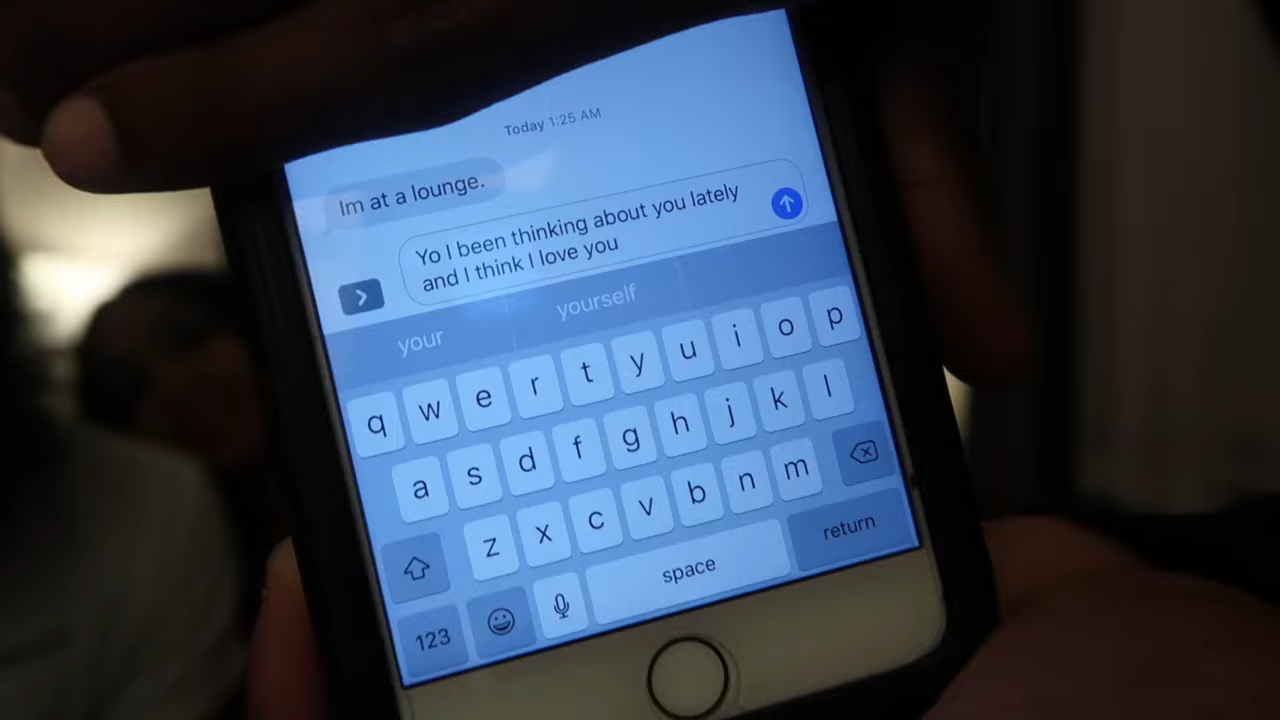 Today 1:25 AM
Im at a lounge.
Yo I been thinking about you lately
and I think I love you
your
yourself
q w e r t y u i o p
a s d f g h j k l
z x c v b n m
123
space
return